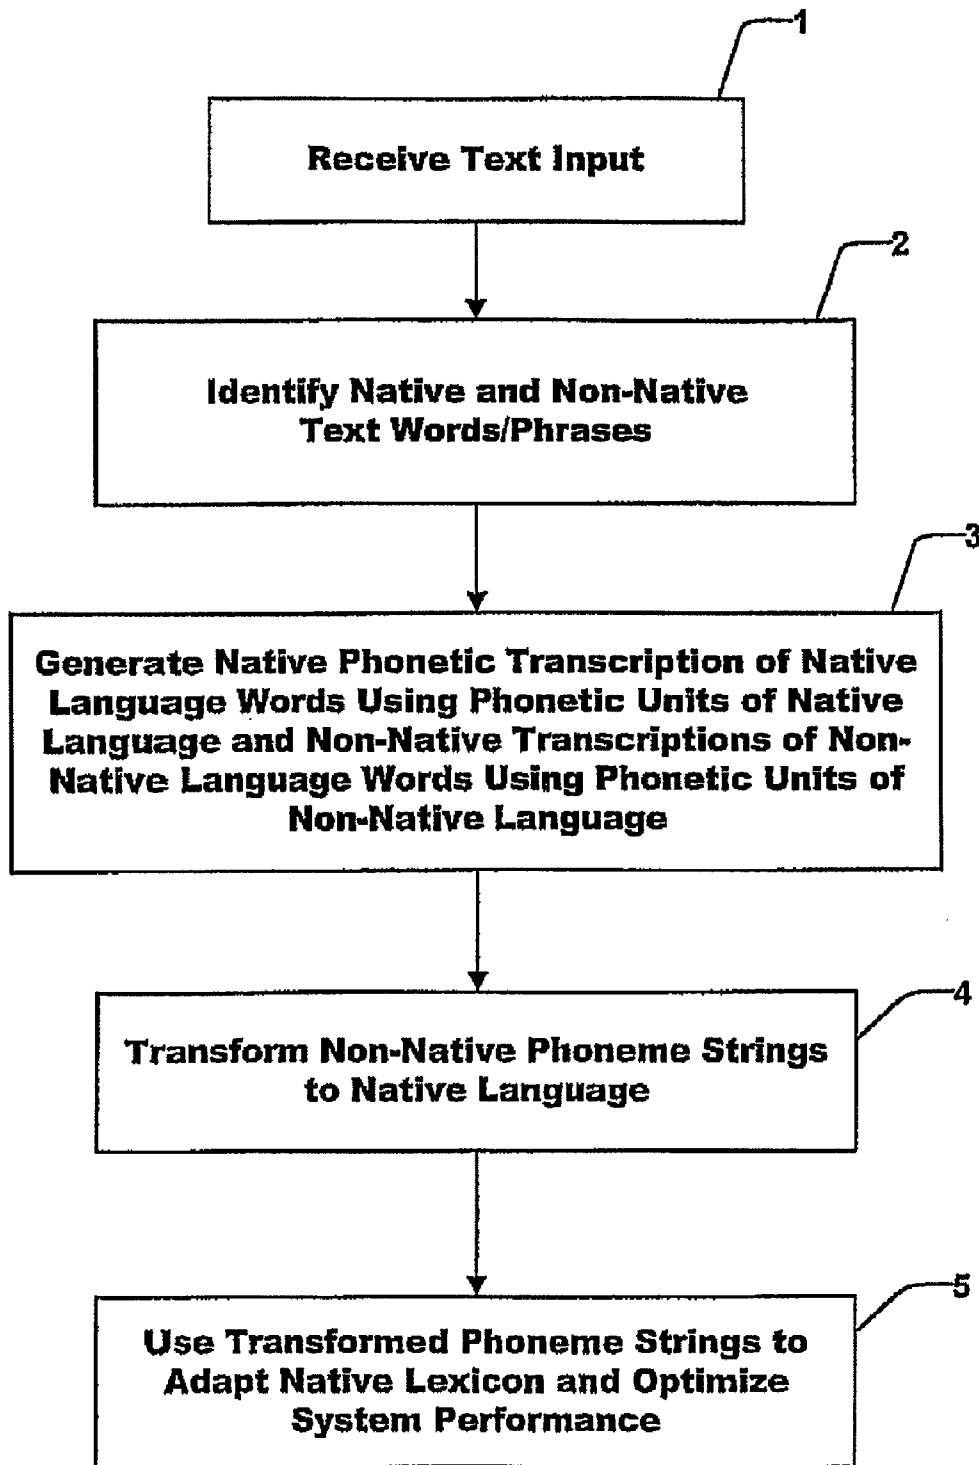 1
Receive Text Input
2
Identify Native and Non-Native
Text Words/Phrases
3
Generate Native Phonetic Transcription of Native
Language Words Using Phonetic Units of Native
Language and Non-Native Transcriptions of Non-
Native Language Words Using Phonetic Units of
Non-Native Language
4
Transform Non-Native Phoneme Strings
to Native Language
5
Use Transformed Phoneme Strings to
Adapt Native Lexicon and Optimize
System Performance